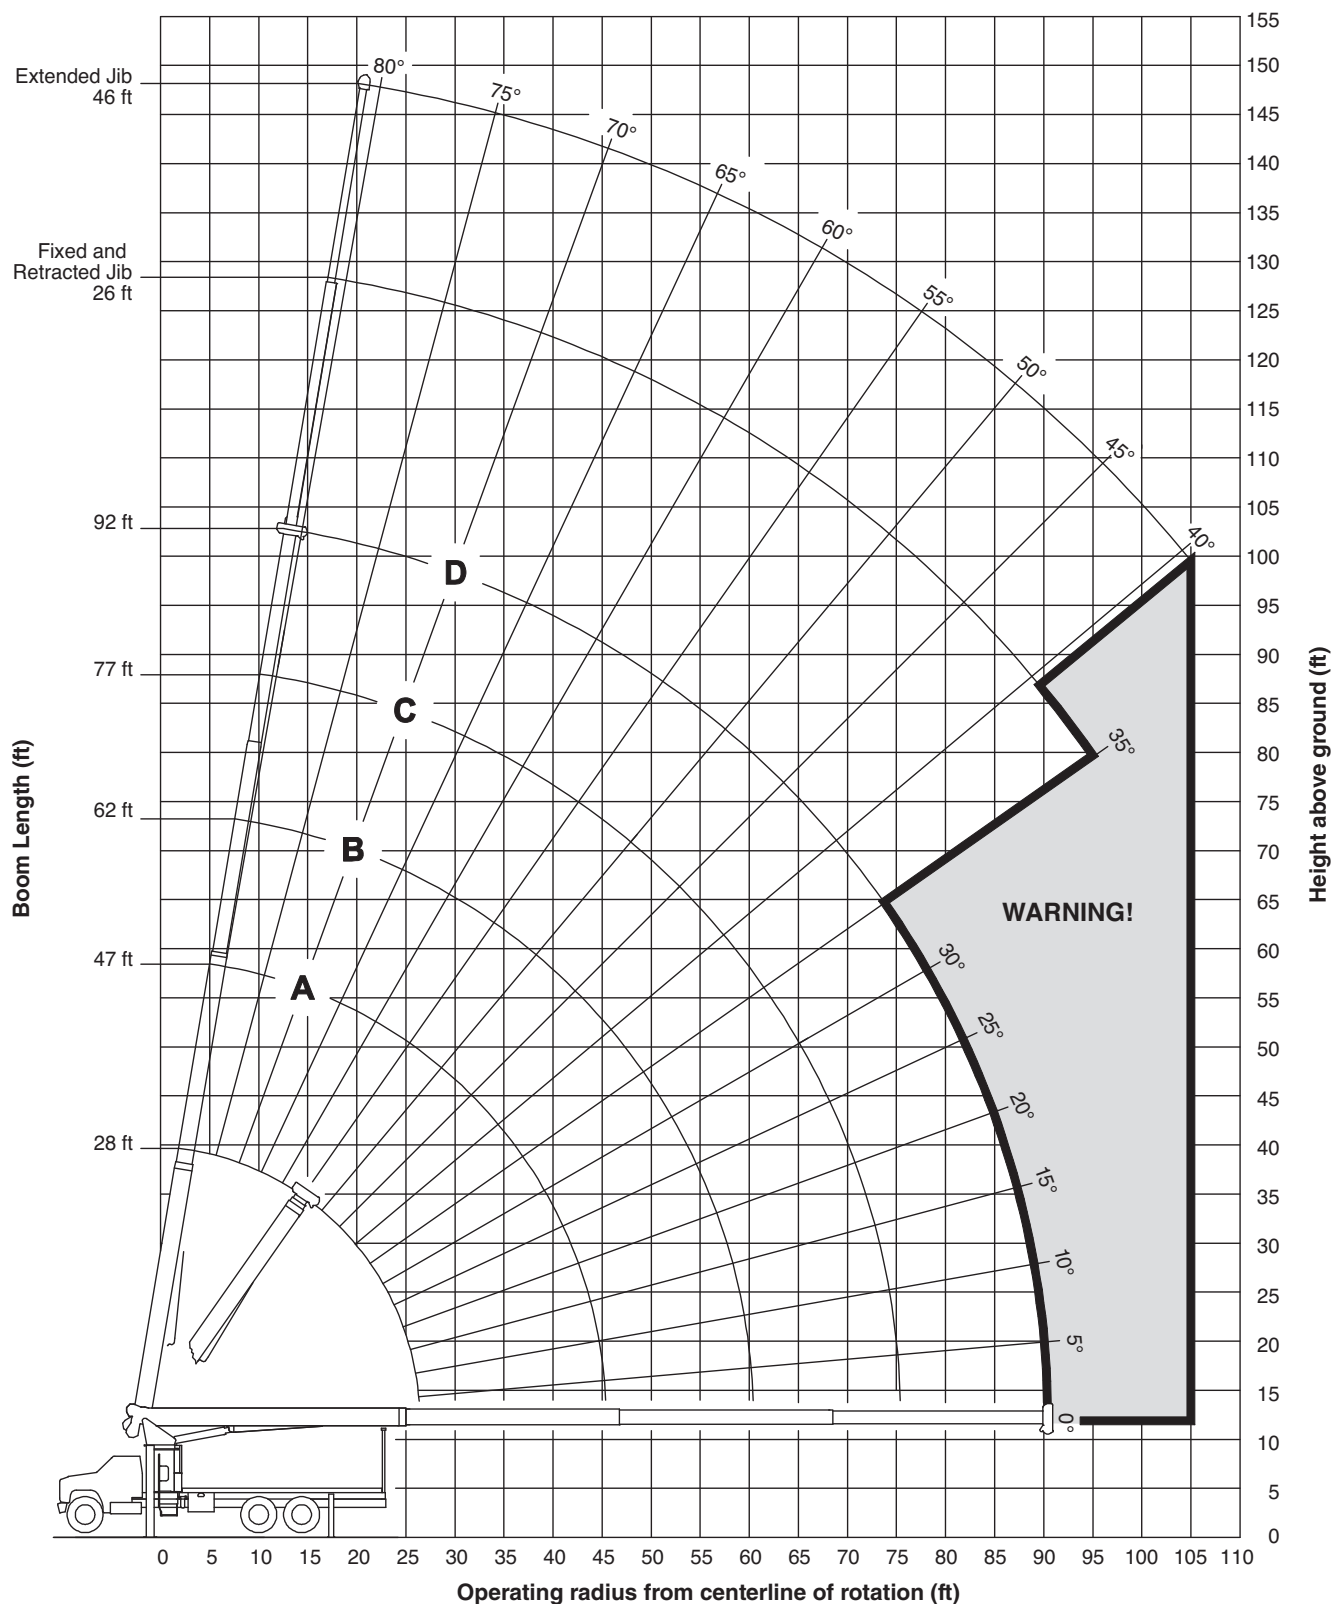 155
150
145
140
135
130
125
120
115
110
105
100
95
90
85
80
75
70
65
60
55
50
45
40
35
30
25
20
15
10
5
0
Height above ground (ft)
Extended Jib
46 ft
Fixed and
Retracted Jib
26 ft
92 ft
77 ft
62 ft
47 ft
28 ft
Boom Length (ft)
80°
75°
70°
65°
60°
55°
50°
45°
40°
35°
30°
25°
20°
15°
10°
5°
0°
D
C
B
A
WARNING!
0 5 10 15 20 25 30 35 40 45 50 55 60 65 70 75 80 85 90 95 100 105 110
Operating radius from centerline of rotation (ft)